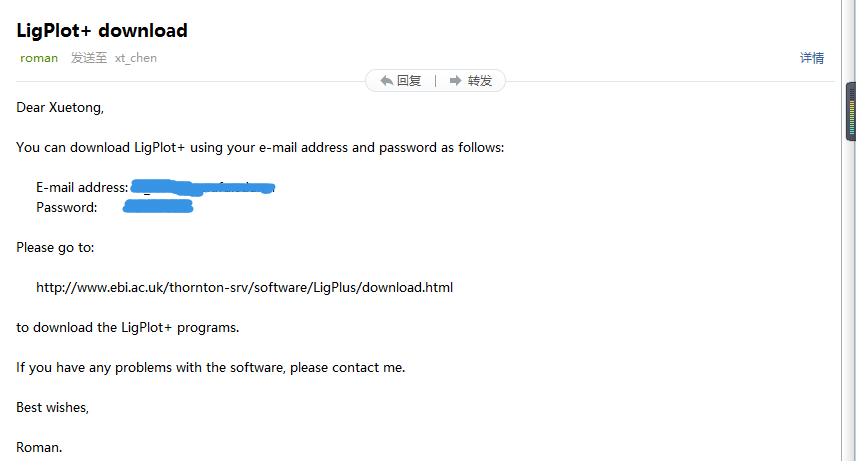 LigPlot+ download
roman 发送至 xt_chen 详情
回复 | 转发
Dear Xuetong,
You can download LigPlot+ using your e-mail address and password as follows:
E-mail address:
Password:
Please go to:
http://www.ebi.ac.uk/thornton-srv/software/LigPlus/download.html
to download the LigPlot+ programs.
If you have any problems with the software, please contact me.
Best wishes,
Roman.